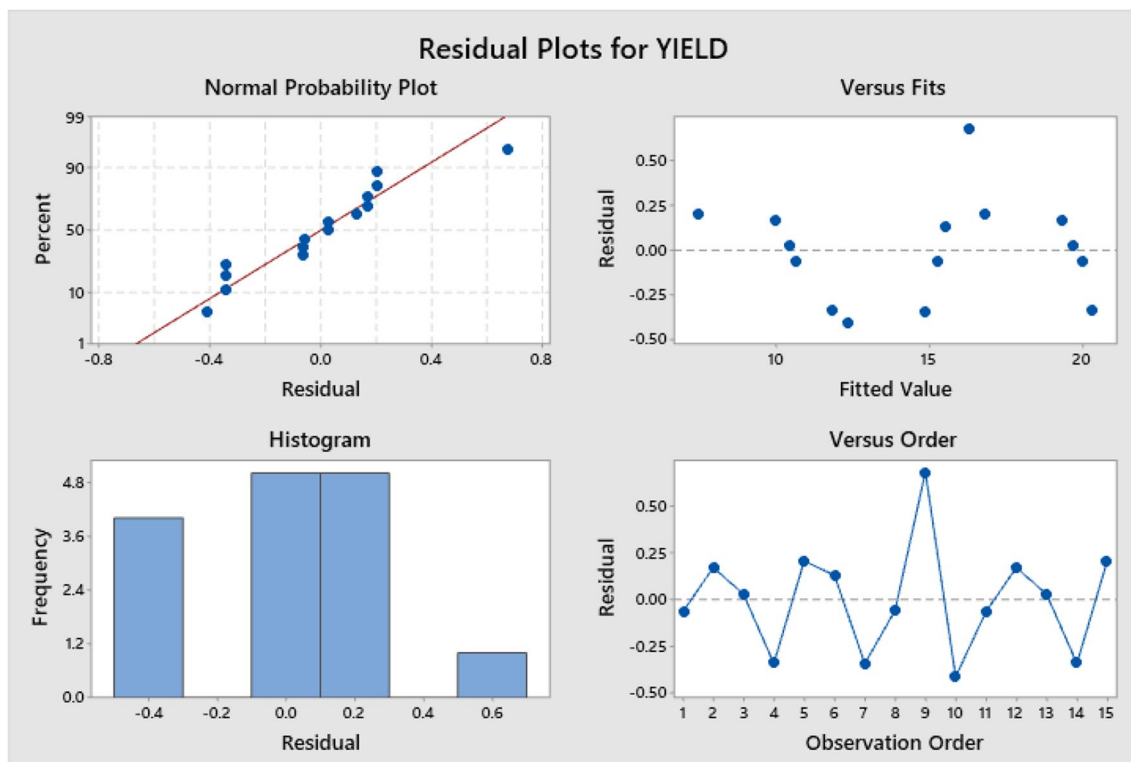 Residual Plots for YIELD
Normal Probability Plot
99
90
50
10
1
Percent
-0.8 -0.4 0.0 0.4 0.8
Residual
Versus Fits
0.50
0.25
0.00
-0.25
-0.50
Residual
10 15 20
Fitted Value
Histogram
4.8
3.6
2.4
1.2
0.0
Frequency
-0.4 -0.2 0.0 0.2 0.4 0.6
Residual
Versus Order
0.50
0.25
0.00
-0.25
-0.50
Residual
1 2 3 4 5 6 7 8 9 10 11 12 13 14 15
Observation Order